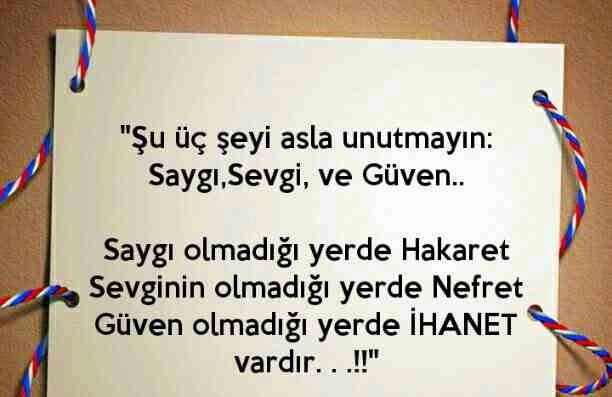 "Şu üç şeyi asla unutmayın:
Saygı,Sevgi, ve Güven..
Saygı olmadığı yerde Hakaret
Sevginin olmadığı yerde Nefret
Güven olmadığı yerde İHANET
vardır. . .!!"